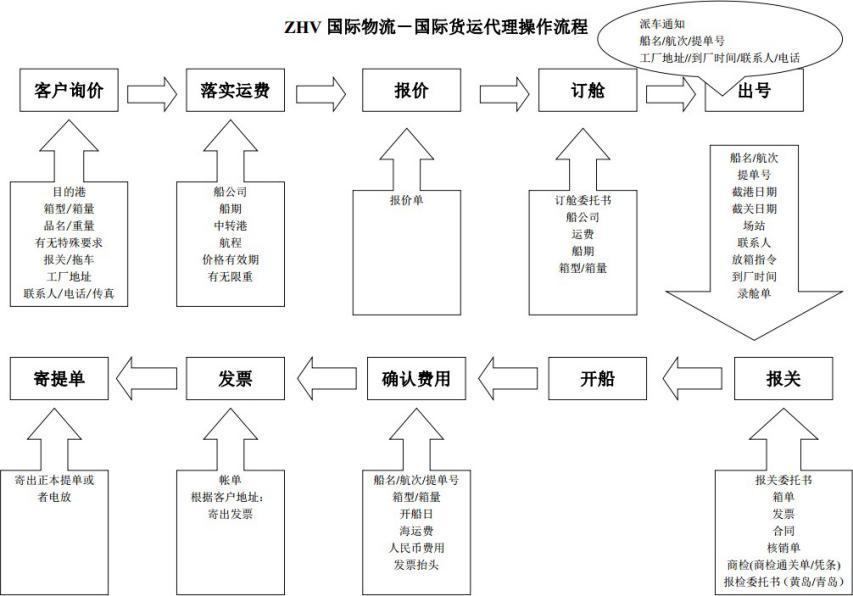 ZHV 国际物流－国际货运代理操作流程
派车通知
船名/航次/提单号
工厂地址//到厂时间/联系人/电话
客户询价
落实运费
报价
订舱
出号
目的港
箱型/箱量
品名/重量
有无特殊要求
报关/拖车
工厂地址
联系人/电话/传真
船公司
船期
中转港
航程
价格有效期
有无限重
报价单
订舱委托书
船公司
运费
船期
箱型/箱量
船名/航次
提单号
截港日期
截关日期
场站
联系人
放箱指令
到厂时间
录舱单
寄提单
发票
确认费用
开船
报关
寄出正本提单或
者电放
帐单
根据客户地址:
寄出发票
船名/航次/提单号
箱型/箱量
开船日
海运费
人民币费用
发票抬头
报关委托书
箱单
发票
合同
核销单
商检(商检通关单/凭条)
报检委托书（黄岛/青岛）